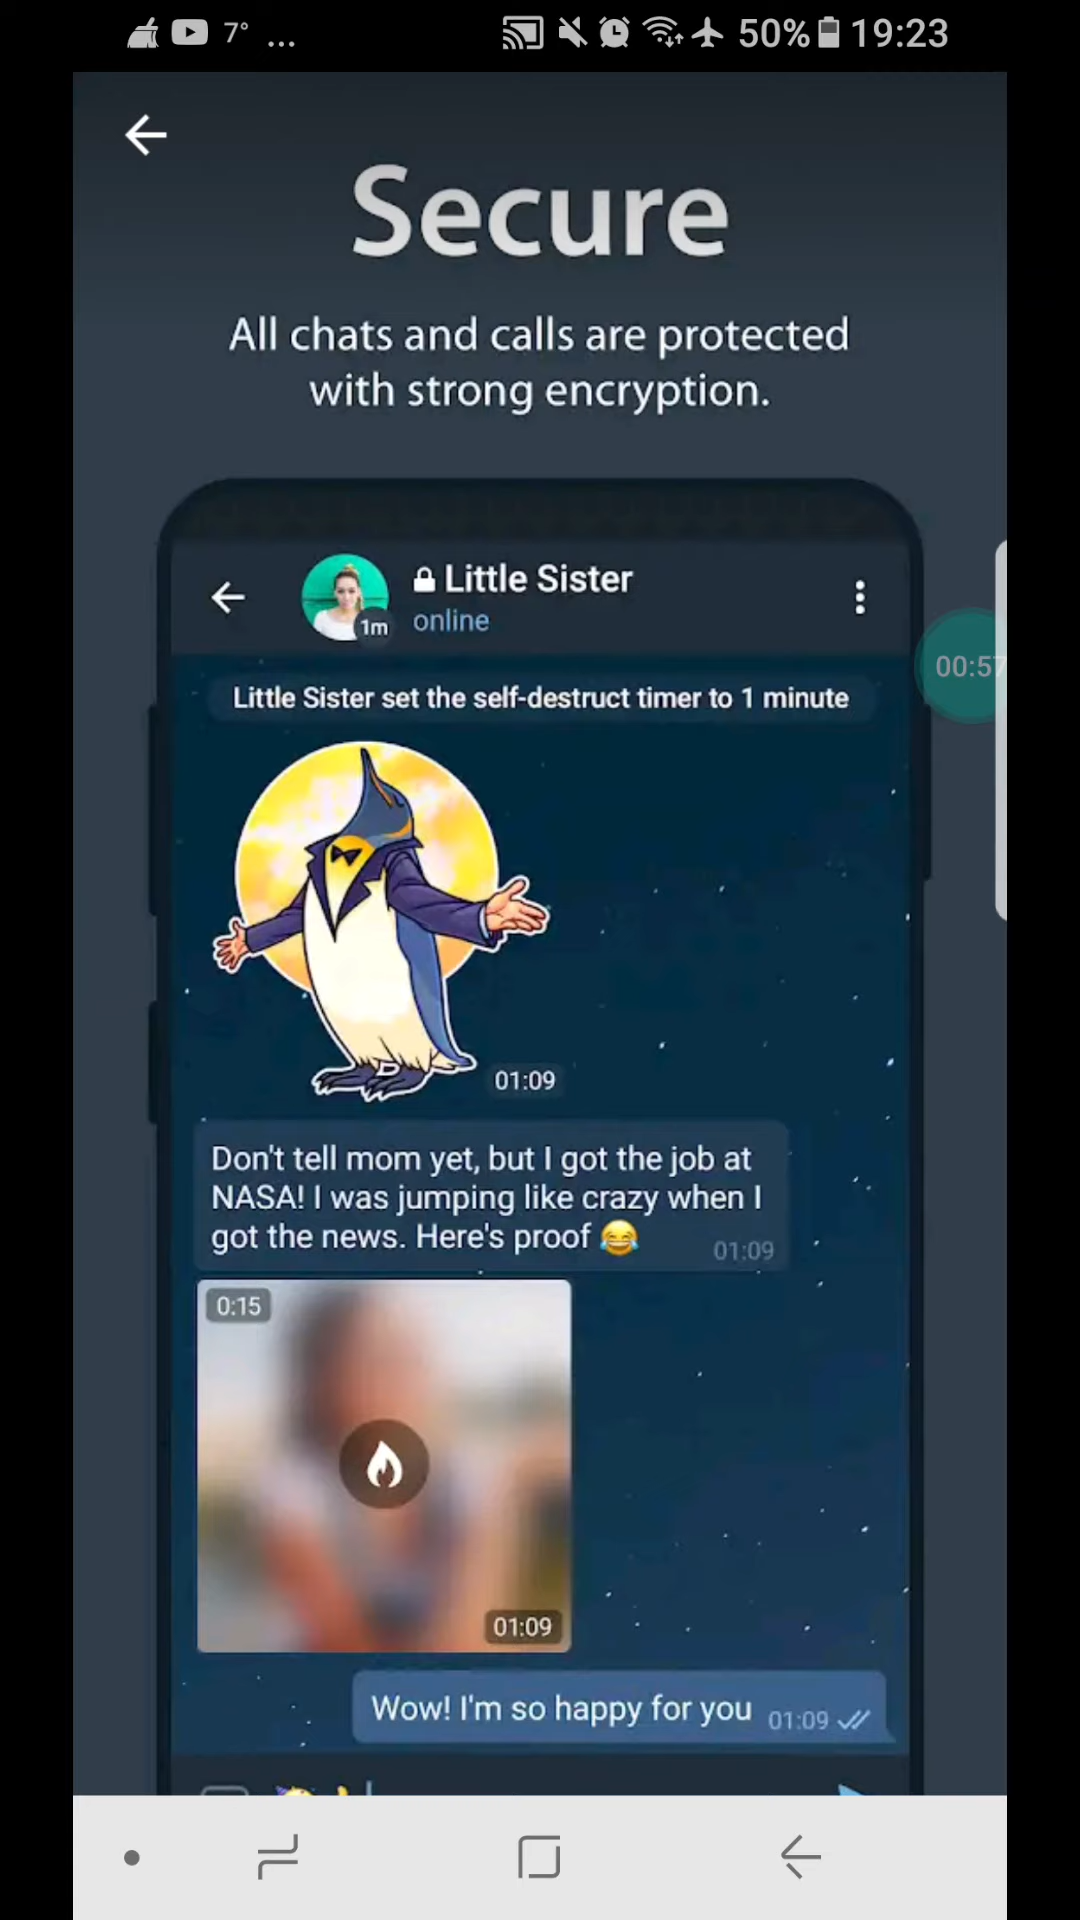 7° ... 50% 19:23
Secure
All chats and calls are protected
with strong encryption.
Little Sister
1m online
00:57
Little Sister set the self-destruct timer to 1 minute
01:09
Don't tell mom yet, but I got the job at
NASA! I was jumping like crazy when I
got the news. Here's proof 😂 01:09
0:15
01:09
Wow! I'm so happy for you 01:09